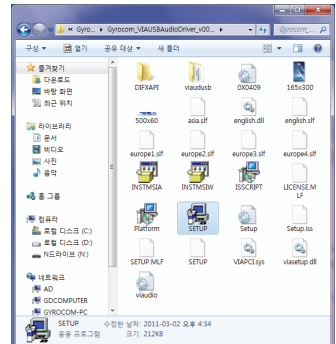 « Gyro... ▸ Gyrocom_VIAUSBAudioDriver_v00... ▸
Gyrocom_...
구성 열기 공유 대상 새 폴더
즐겨찾기
다운로드
바탕 화면
최근 위치
라이브러리
문서
비디오
사진
음악
홈 그룹
컴퓨터
로컬 디스크 (C:)
로컬 디스크 (D:)
N드라이브 (N:)
네트워크
AD
GDCOMPUTER
GYROCOM-PC
DIFXAPI viaudusb 0X0409 165x300
500x60 asia.slf english.dll english.slf
europe1.slf europe2.slf europe3.slf europe4.slf
INSTMSIA INSTMSIW ISSCRIPT LICENSE.MLF
Platform SETUP Setup Setup.iss
SETUP.MLF SETUP VIAPCI.sys viasetup.dll
viaudio
SETUP 수정한 날짜: 2011-03-02 오후 4:34
응용 프로그램 크기: 212KB